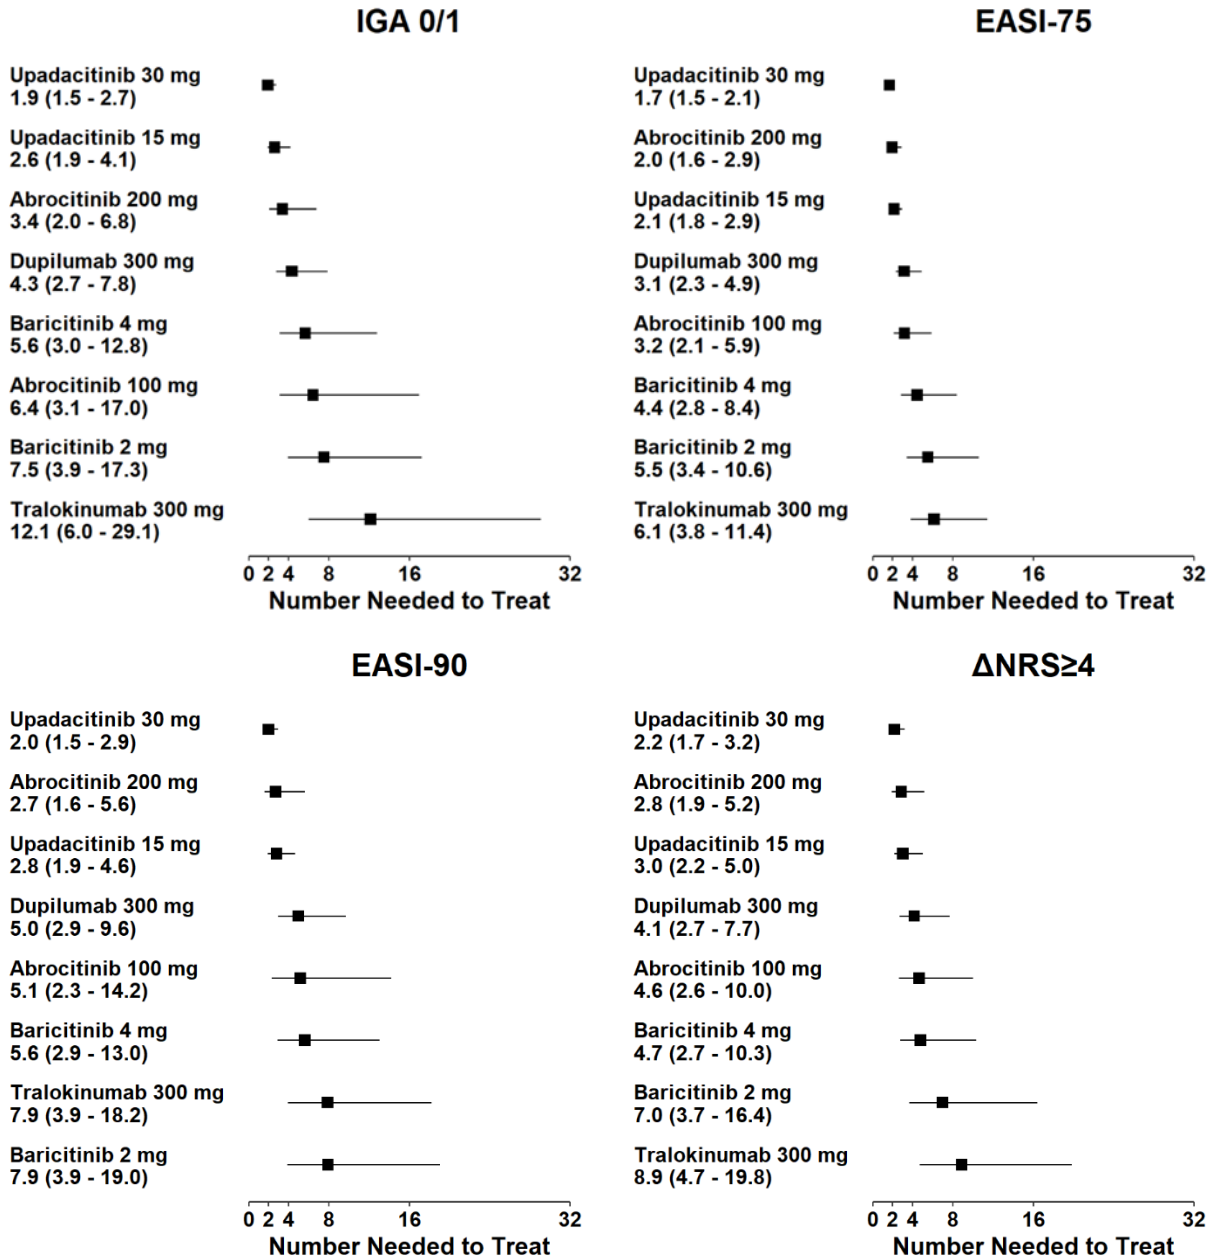 IGA 0/1
Upadacitinib 30 mg
1.9 (1.5 - 2.7)
Upadacitinib 15 mg
2.6 (1.9 - 4.1)
Abrocitinib 200 mg
3.4 (2.0 - 6.8)
Dupilumab 300 mg
4.3 (2.7 - 7.8)
Baricitinib 4 mg
5.6 (3.0 - 12.8)
Abrocitinib 100 mg
6.4 (3.1 - 17.0)
Baricitinib 2 mg
7.5 (3.9 - 17.3)
Tralokinumab 300 mg
12.1 (6.0 - 29.1)
0 2 4 8 16 32
Number Needed to Treat
EASI-75
Upadacitinib 30 mg
1.7 (1.5 - 2.1)
Abrocitinib 200 mg
2.0 (1.6 - 2.9)
Upadacitinib 15 mg
2.1 (1.8 - 2.9)
Dupilumab 300 mg
3.1 (2.3 - 4.9)
Abrocitinib 100 mg
3.2 (2.1 - 5.9)
Baricitinib 4 mg
4.4 (2.8 - 8.4)
Baricitinib 2 mg
5.5 (3.4 - 10.6)
Tralokinumab 300 mg
6.1 (3.8 - 11.4)
0 2 4 8 16 32
Number Needed to Treat
EASI-90
Upadacitinib 30 mg
2.0 (1.5 - 2.9)
Abrocitinib 200 mg
2.7 (1.6 - 5.6)
Upadacitinib 15 mg
2.8 (1.9 - 4.6)
Dupilumab 300 mg
5.0 (2.9 - 9.6)
Abrocitinib 100 mg
5.1 (2.3 - 14.2)
Baricitinib 4 mg
5.6 (2.9 - 13.0)
Tralokinumab 300 mg
7.9 (3.9 - 18.2)
Baricitinib 2 mg
7.9 (3.9 - 19.0)
0 2 4 8 16 32
Number Needed to Treat
ΔNRS≥4
Upadacitinib 30 mg
2.2 (1.7 - 3.2)
Abrocitinib 200 mg
2.8 (1.9 - 5.2)
Upadacitinib 15 mg
3.0 (2.2 - 5.0)
Dupilumab 300 mg
4.1 (2.7 - 7.7)
Abrocitinib 100 mg
4.6 (2.6 - 10.0)
Baricitinib 4 mg
4.7 (2.7 - 10.3)
Baricitinib 2 mg
7.0 (3.7 - 16.4)
Tralokinumab 300 mg
8.9 (4.7 - 19.8)
0 2 4 8 16 32
Number Needed to Treat